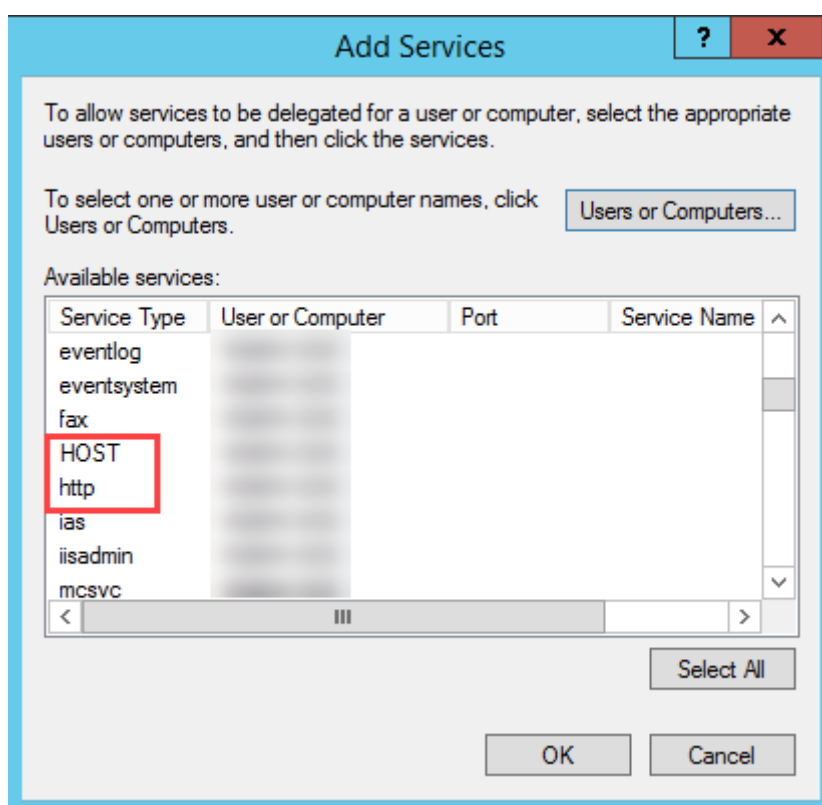 Add Services
?
x
To allow services to be delegated for a user or computer, select the appropriate
users or computers, and then click the services.
To select one or more user or computer names, click
Users or Computers.
Users or Computers...
Available services:
Service Type User or Computer Port Service Name
eventlog
eventsystem
fax
HOST
http
ias
iisadmin
mcsvc
Select All
OK Cancel